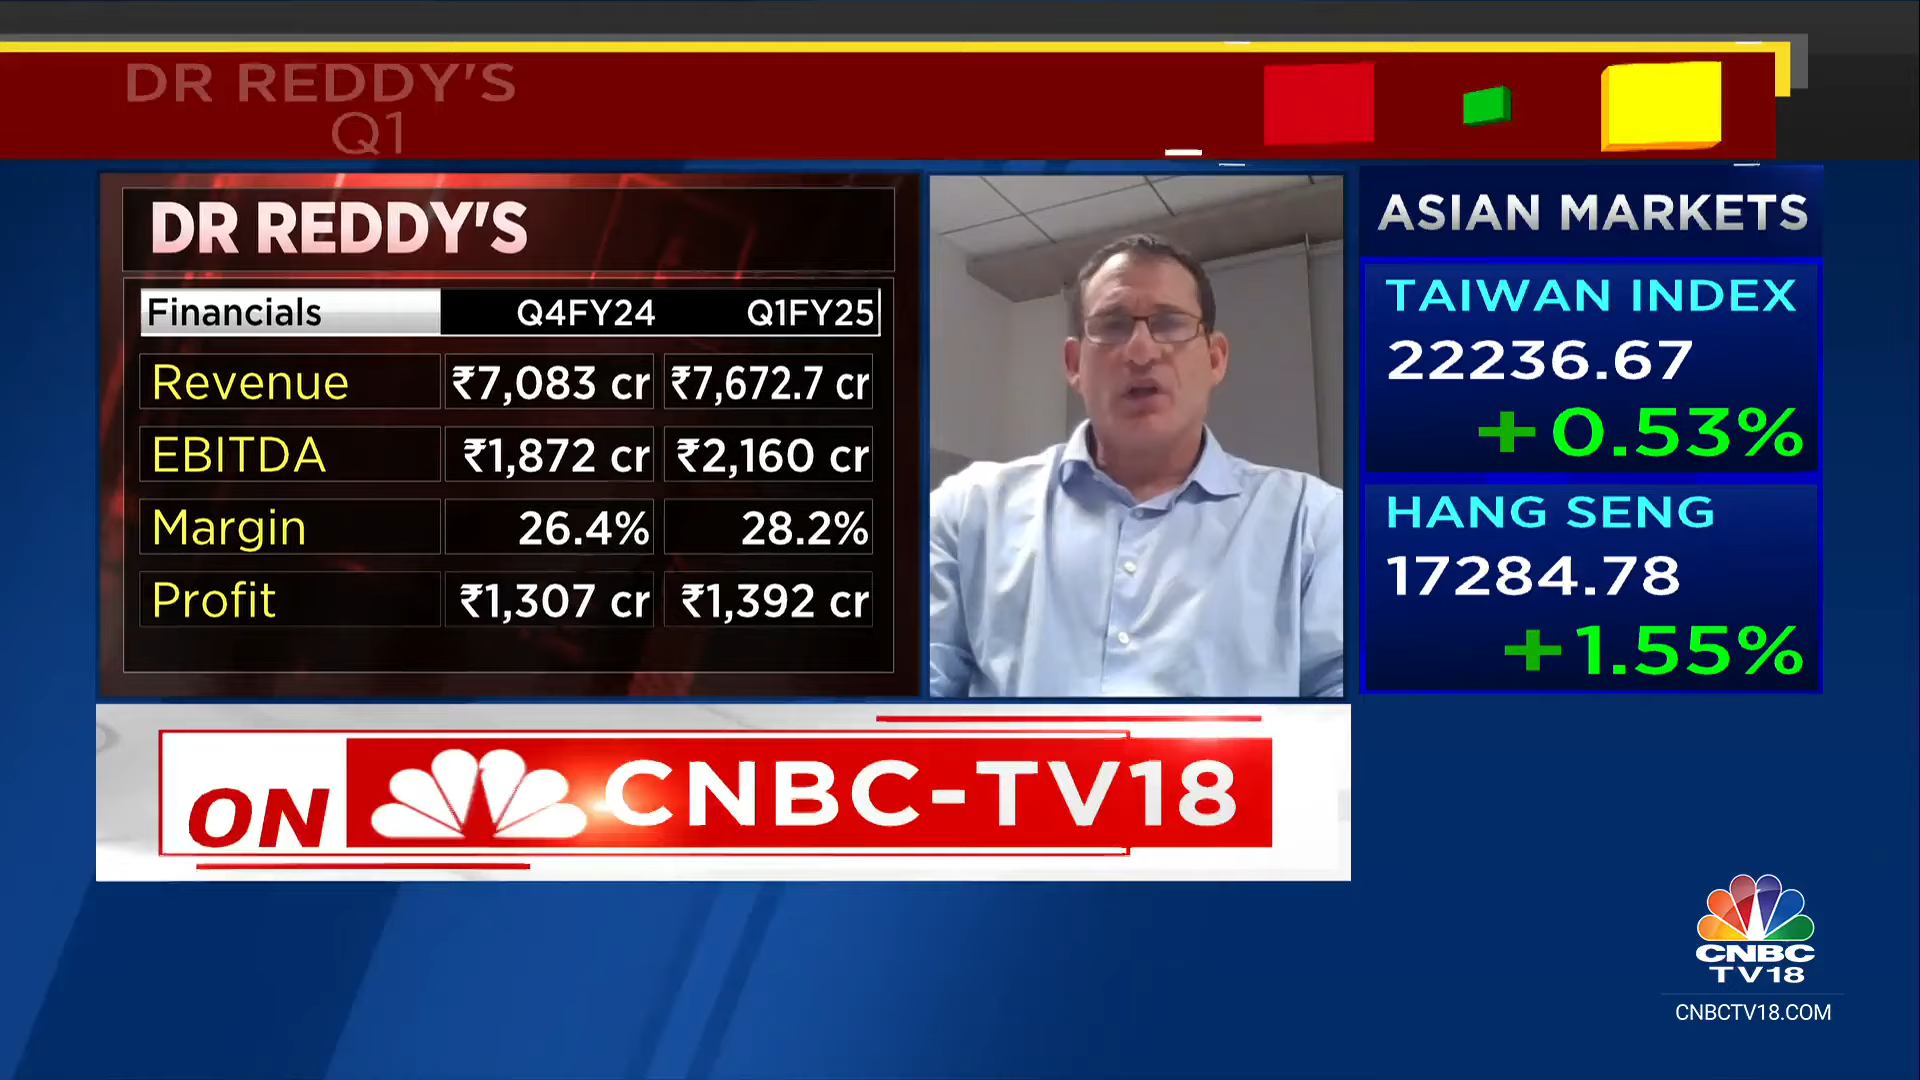 DR REDDY'S
Q1
DR REDDY'S
Financials Q4FY24 Q1FY25
Revenue ₹7,083 cr ₹7,672.7 cr
EBITDA ₹1,872 cr ₹2,160 cr
Margin 26.4% 28.2%
Profit ₹1,307 cr ₹1,392 cr
ASIAN MARKETS
TAIWAN INDEX
22236.67
+0.53%
HANG SENG
17284.78
+1.55%
ON CNBC-TV18
CNBC
TV18
CNBCTV18.COM